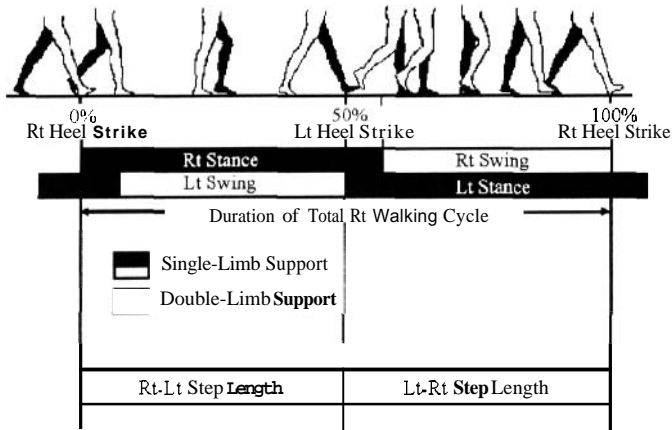 0% 50% 100%
Rt Heel Strike Lt Heel Strike Rt Heel Strike
Rt Stance Rt Swing
Lt Swing Lt Stance
Duration of Total Rt Walking Cycle
Single-Limb Support
Double-Limb Support
Rt-Lt Step Length Lt-Rt Step Length